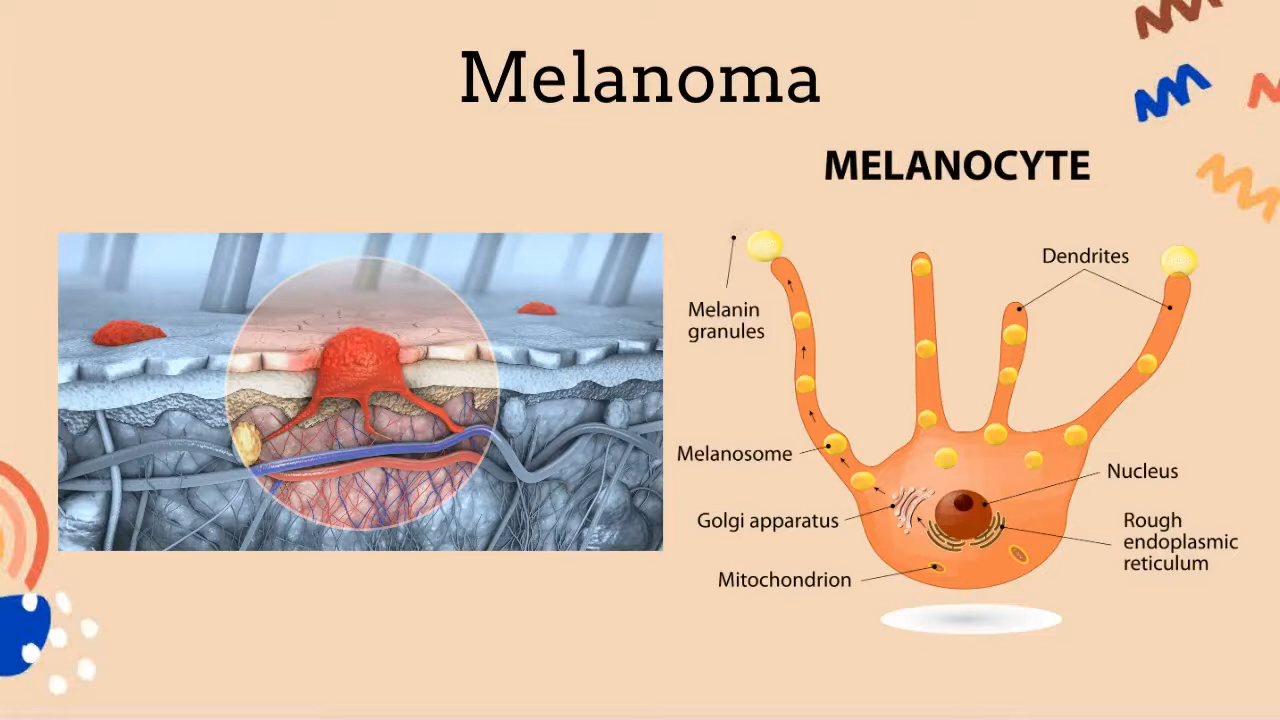 Melanoma
MELANOCYTE
Dendrites
Melanin
granules
Melanosome
Nucleus
Golgi apparatus
Rough
endoplasmic
reticulum
Mitochondrion